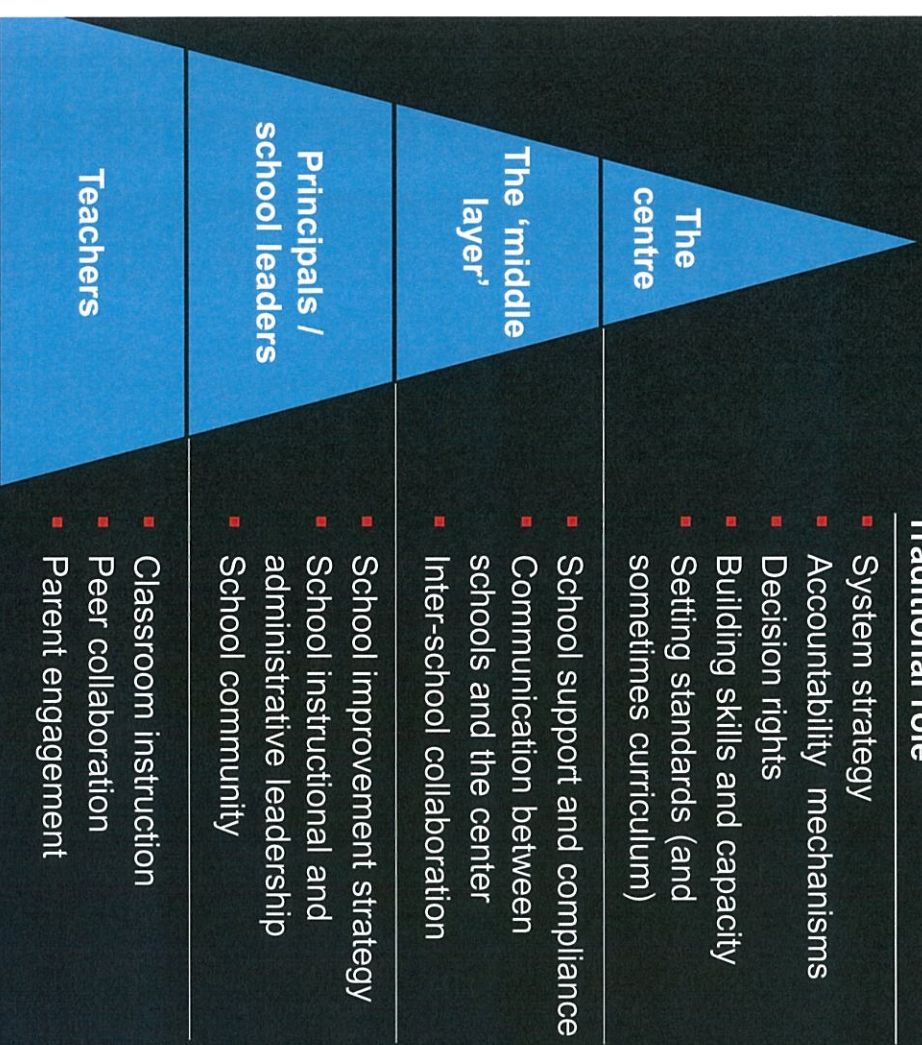 Traditional role
The
centre
System strategy
Accountability mechanisms
Decision rights
Building skills and capacity
Setting standards (and
sometimes curriculum)
The ‘middle
layer’
School support and compliance
Communication between
schools and the center
Inter-school collaboration
Principals /
school leaders
School improvement strategy
School instructional and
administrative leadership
School community
Teachers
Classroom instruction
Peer collaboration
Parent engagement